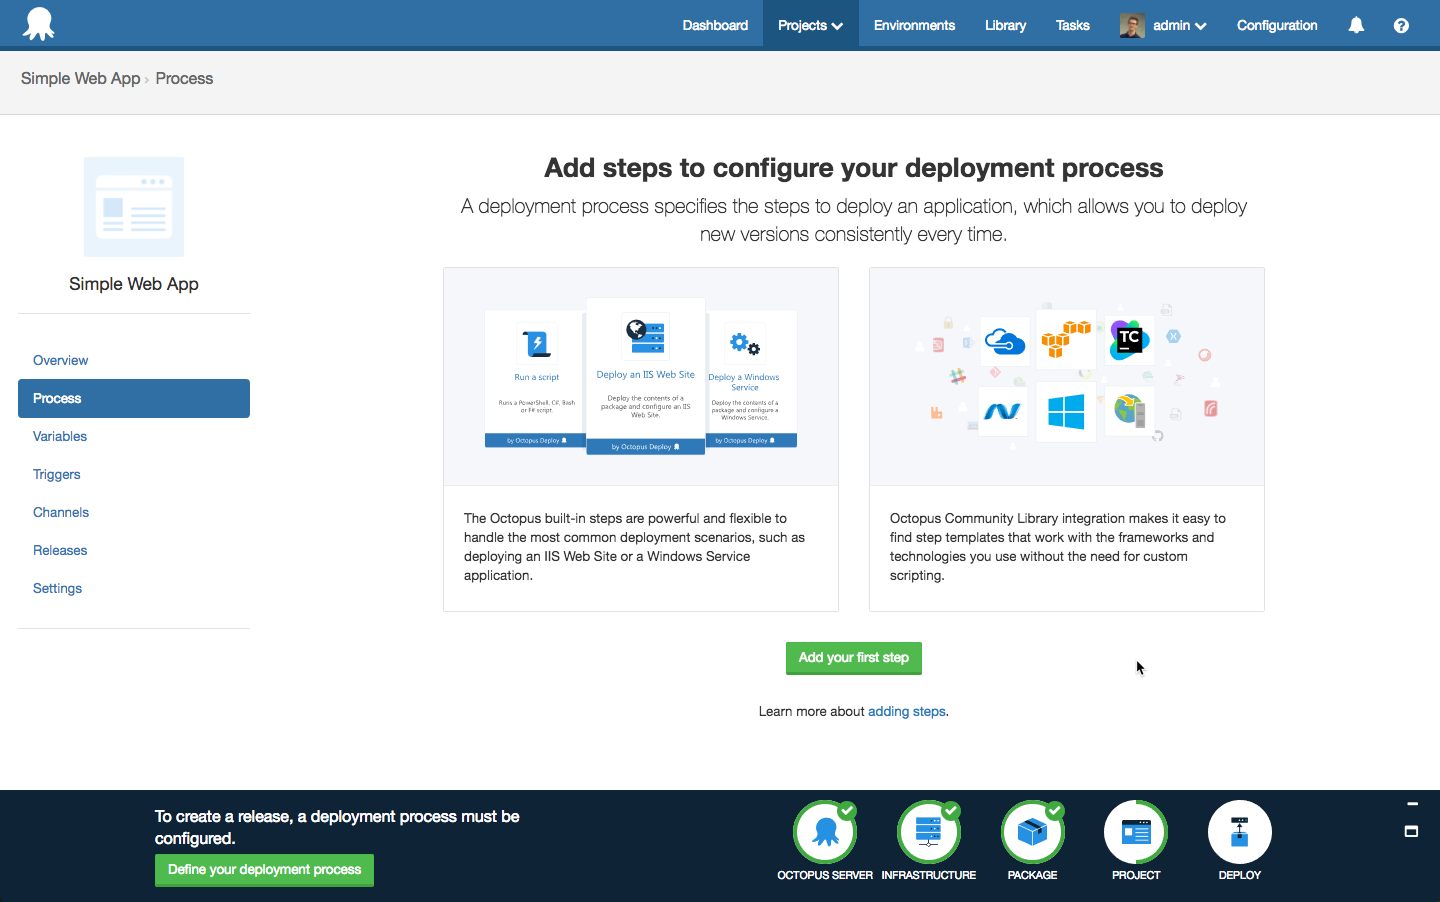 Dashboard
Projects
Environments
Library
Tasks
admin
Configuration
Simple Web App › Process
Simple Web App
Overview
Process
Variables
Triggers
Channels
Releases
Settings
Add steps to configure your deployment process
A deployment process specifies the steps to deploy an application, which allows you to deploy
new versions consistently every time.
Run a script
Runs a PowerShell, C#, Bash
or F# script.
by Octopus Deploy
Deploy an IIS Web Site
Deploy the contents of a
package and configure an IIS
Web Site.
by Octopus Deploy
Deploy a Windows
Service
Deploy the contents of a
package and configure a
Windows Service.
by Octopus Deploy
TC
The Octopus built-in steps are powerful and flexible to
handle the most common deployment scenarios, such as
deploying an IIS Web Site or a Windows Service
application.
Octopus Community Library integration makes it easy to
find step templates that work with the frameworks and
technologies you use without the need for custom
scripting.
Add your first step
Learn more about adding steps.
To create a release, a deployment process must be
configured.
Define your deployment process
OCTOPUS SERVER
INFRASTRUCTURE
PACKAGE
PROJECT
DEPLOY